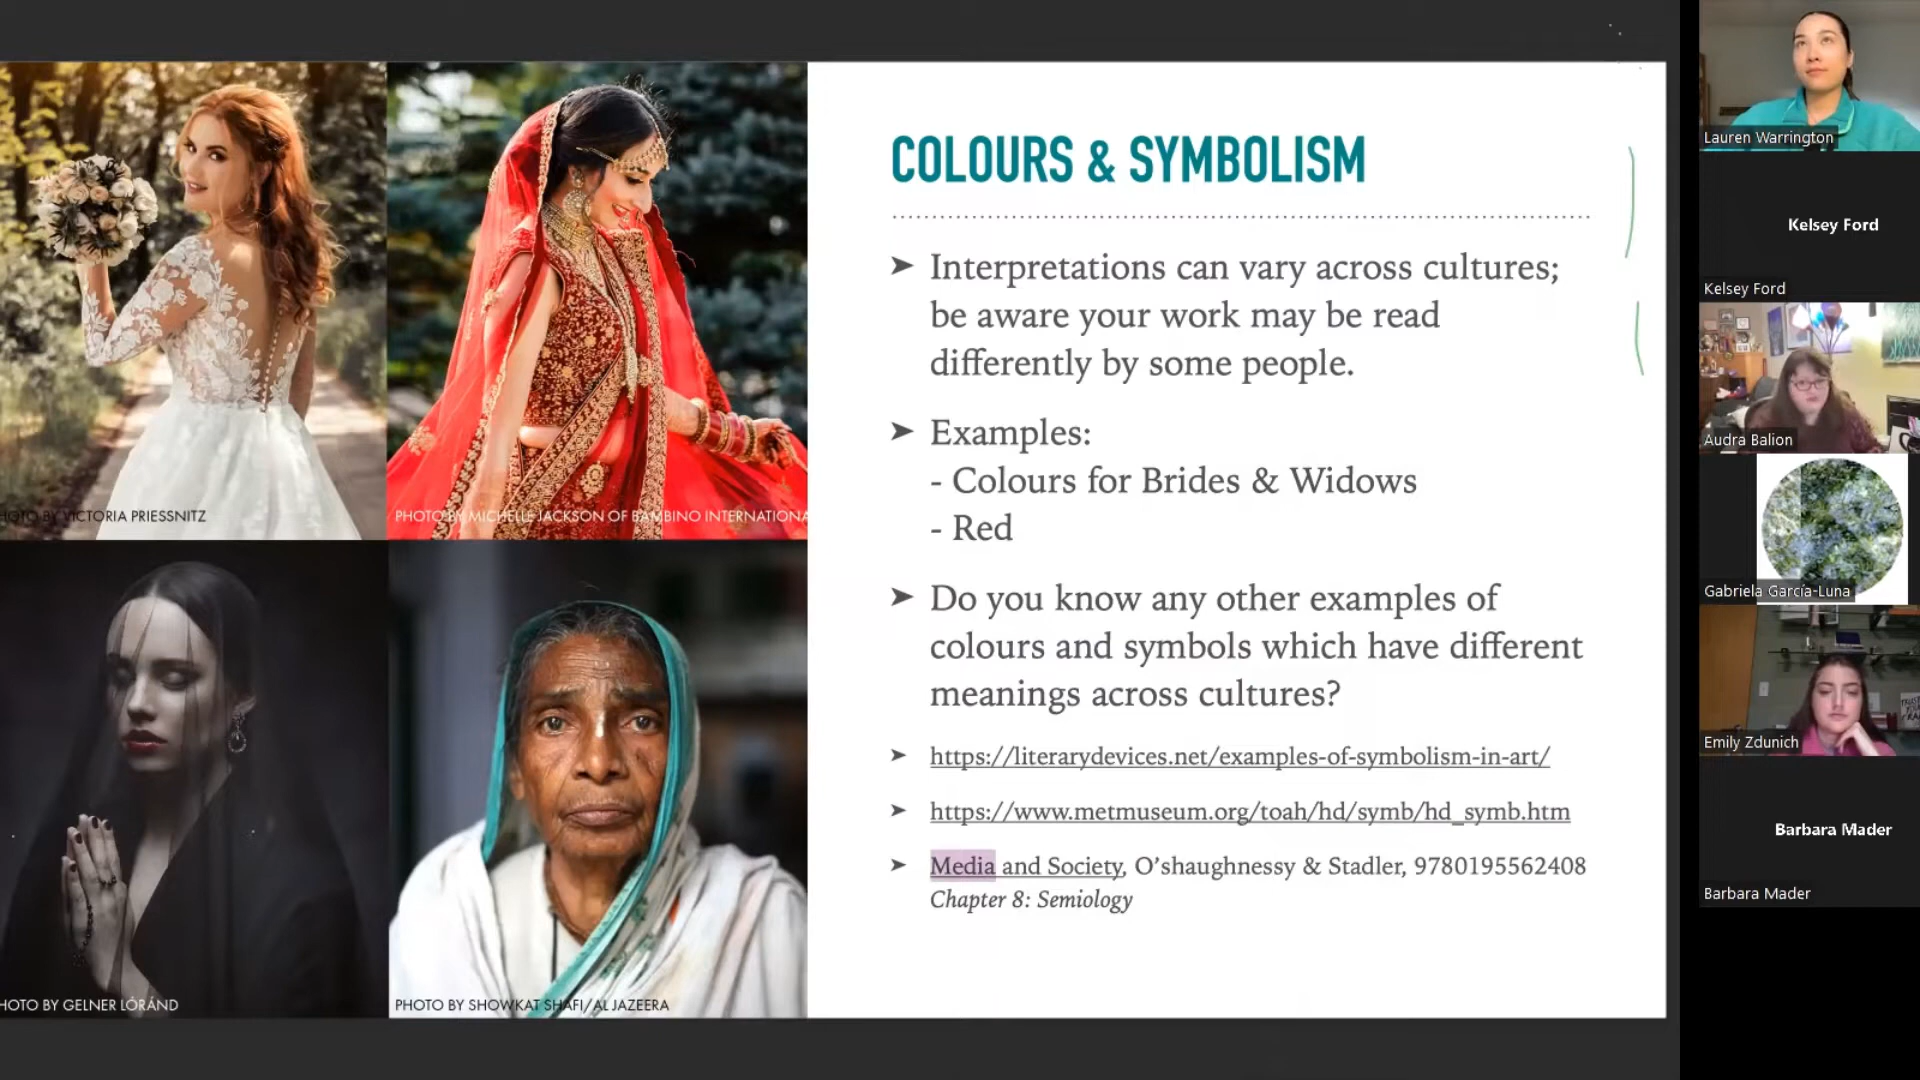 COLOURS & SYMBOLISM
➤ Interpretations can vary across cultures;
be aware your work may be read
differently by some people.
➤ Examples:
- Colours for Brides & Widows
- Red
➤ Do you know any other examples of
colours and symbols which have different
meanings across cultures?
➤ https://literarydevices.net/examples-of-symbolism-in-art/
➤ https://www.metmuseum.org/toah/hd/symb/hd_symb.htm
➤ Media and Society, O’shaughnessy & Stadler, 9780195562408
Chapter 8: Semiology
HOTO BY VICTORIA PRIESSNITZ
PHOTO BY MICHELLE JACKSON OF BAMBINO INTERNATIONA
HOTO BY GELNER LÓRÁND
PHOTO BY SHOWKAT SHAFI/AL JAZEERA
Lauren Warrington
Kelsey Ford
Kelsey Ford
Audra Balion
Gabriela García-Luna
Emily Zdunich
Barbara Mader
Barbara Mader